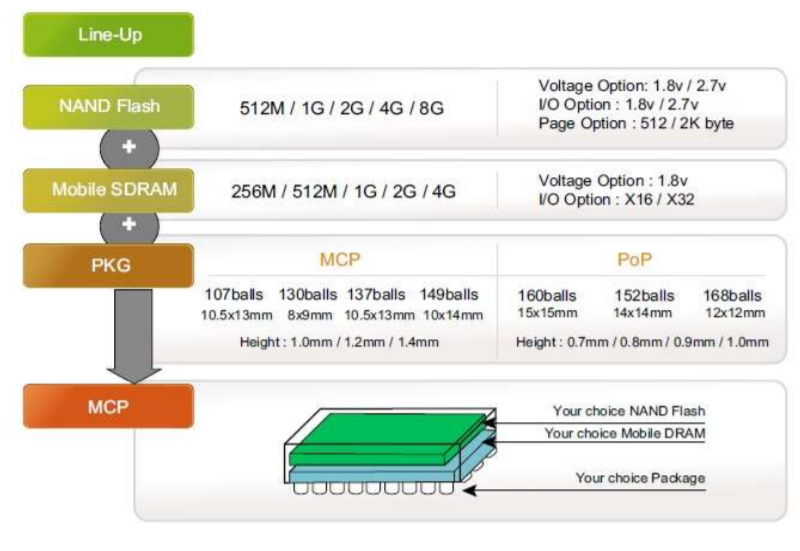 Line-Up
NAND Flash
512M / 1G / 2G / 4G / 8G
Voltage Option: 1.8v / 2.7v
I/O Option : 1.8v / 2.7v
Page Option : 512 / 2K byte
+
Mobile SDRAM
256M / 512M / 1G / 2G / 4G
Voltage Option : 1.8v
I/O Option : X16 / X32
+
PKG
MCP
107balls 130balls 137balls 149balls
10.5x13mm 8x9mm 10.5x13mm 10x14mm
Height : 1.0mm / 1.2mm / 1.4mm
PoP
160balls 152balls 168balls
15x15mm 14x14mm 12x12mm
Height : 0.7mm / 0.8mm / 0.9mm / 1.0mm
MCP
Your choice NAND Flash
Your choice Mobile DRAM
Your choice Package